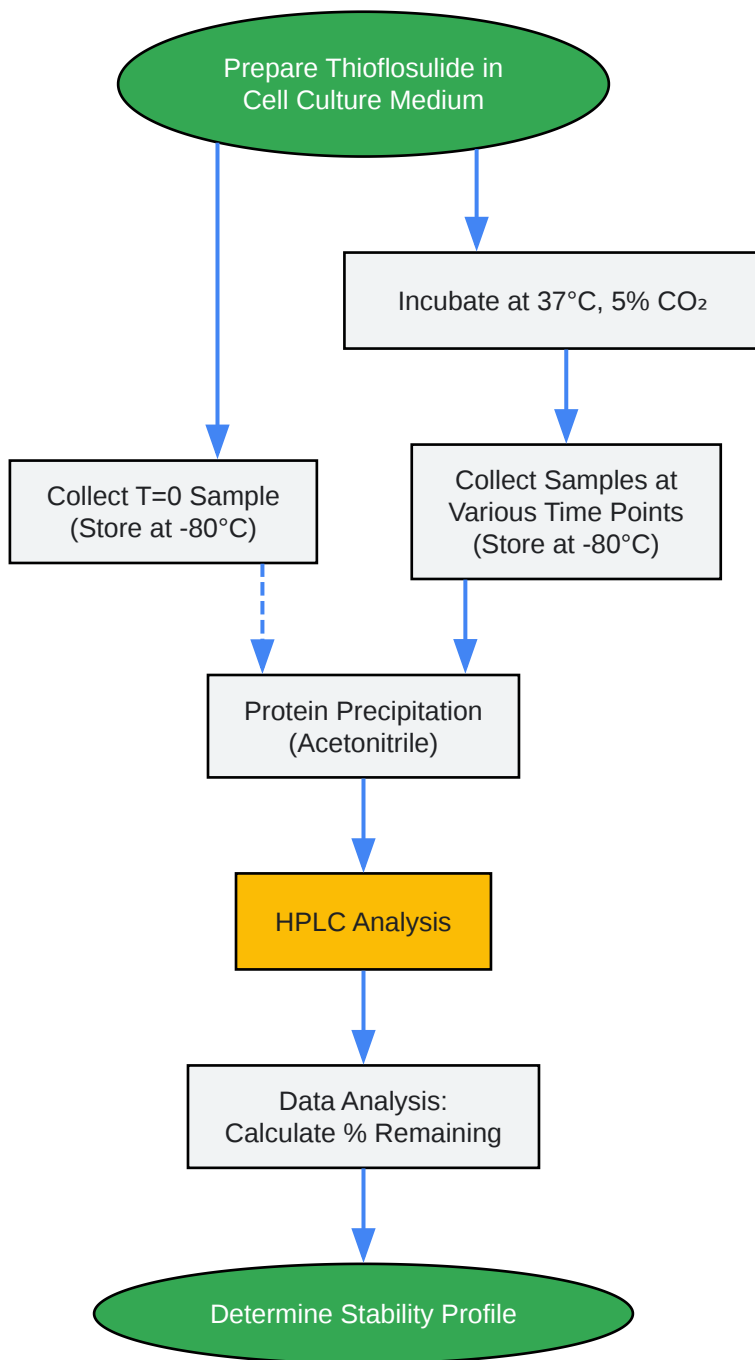 Prepare Thioflosulide in
Cell Culture Medium
Incubate at 37°C, 5% CO₂
Collect T=0 Sample
(Store at -80°C)
Collect Samples at
Various Time Points
(Store at -80°C)
Protein Precipitation
(Acetonitrile)
HPLC Analysis
Data Analysis:
Calculate % Remaining
Determine Stability Profile